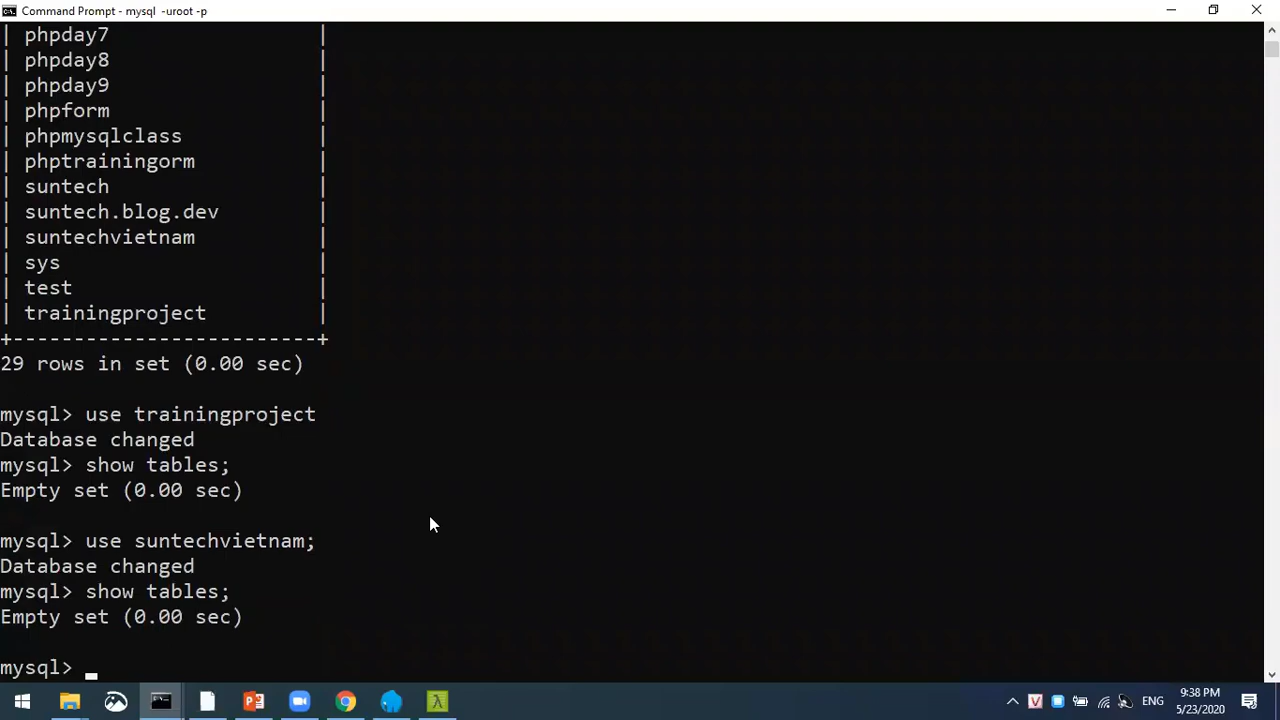 Command Prompt - mysql -uroot -p
| phpday7 |
| phpday8 |
| phpday9 |
| phpform |
| phpmysqlclass |
| phptrainingorm |
| suntech |
| suntech.blog.dev |
| suntechvietnam |
| sys |
| test |
| trainingproject |
+-------------------------+
29 rows in set (0.00 sec)
mysql> use trainingproject
Database changed
mysql> show tables;
Empty set (0.00 sec)
mysql> use suntechvietnam;
Database changed
mysql> show tables;
Empty set (0.00 sec)
mysql> _
V ENG 9:38 PM
5/23/2020